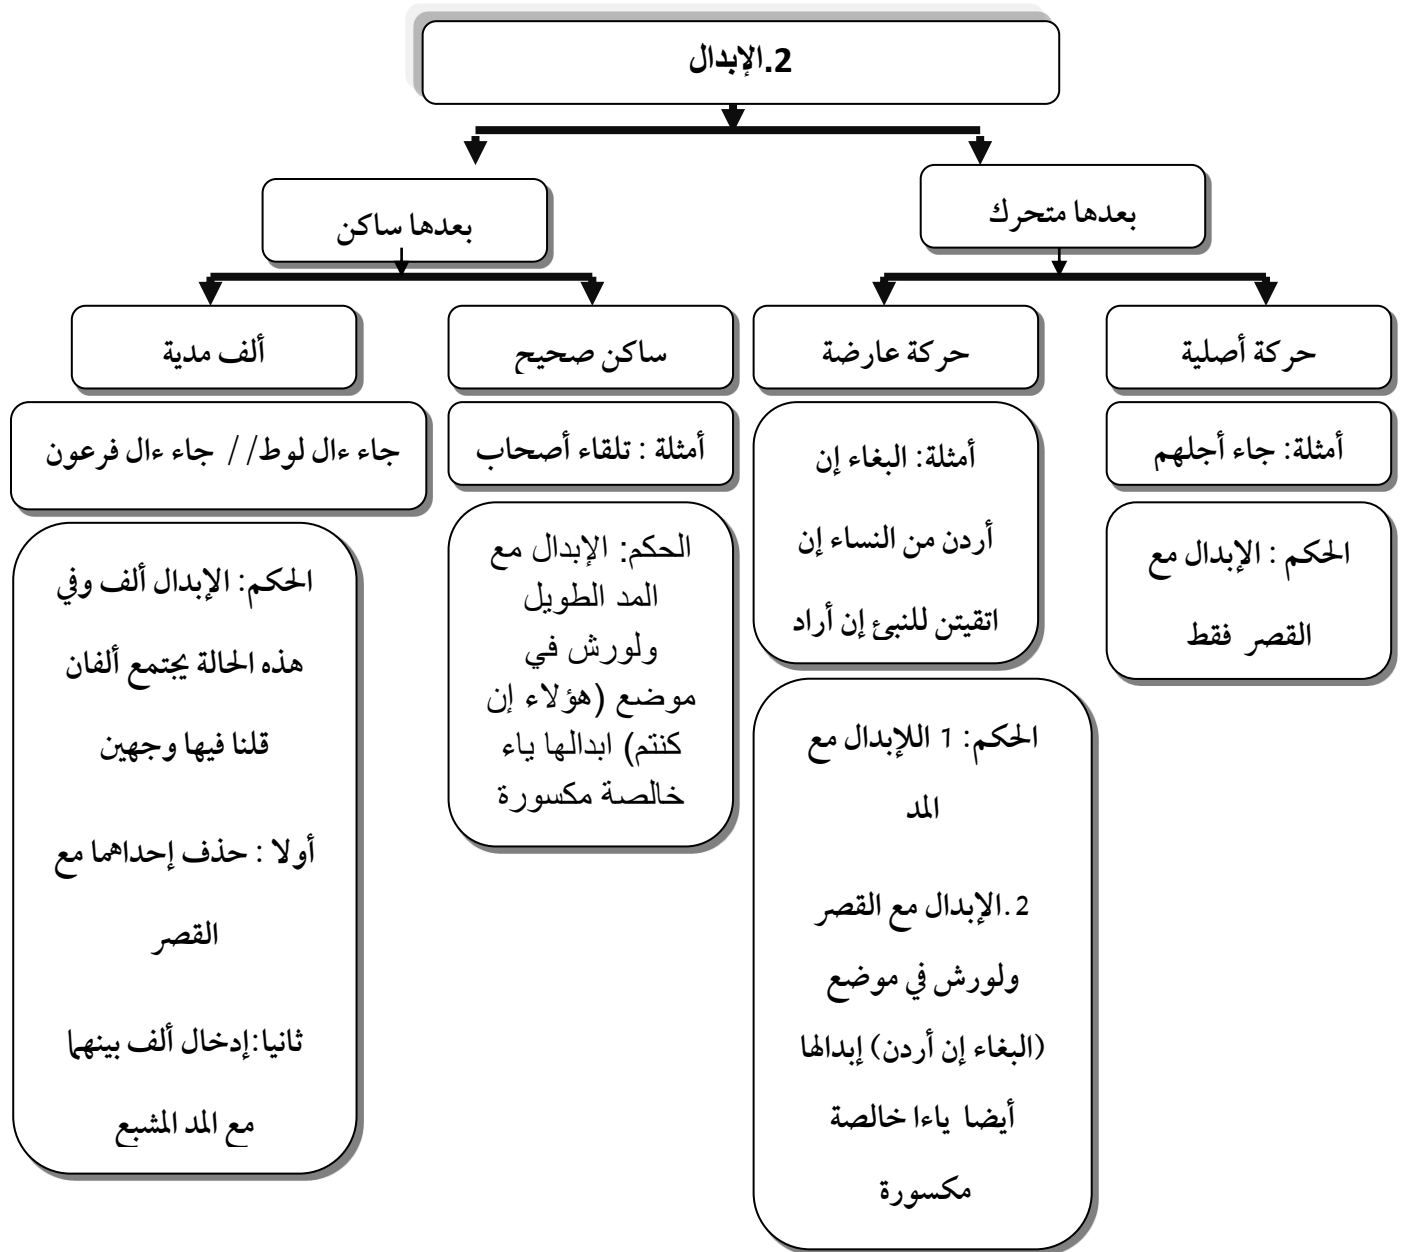 2.الإبدال
بعدها متحرك
بعدها ساكن
حركة أصلية
حركة عارضة
ساكن صحيح
ألف مدية
أمثلة: جاء أجلهم
أمثلة: البغاء إن
أردن من النساء إن
اتقيتن للنبئ إن أراد
أمثلة : تلقاء أصحاب
جاء ءال لوط// جاء ءال فرعون
الحكم : الإبدال مع
القصر فقط
الحكم: 1 اللإبدال مع
المد
2.الإبدال مع القصر
ولورش في موضع
(البغاء إن أردن) إبدالها
أيضا ياءا خالصة
مكسورة
الحكم: الإبدال مع
المد الطويل
ولورش في
موضع (هؤلاء إن
كنتم) ابدالها ياء
خالصة مكسورة
الحكم: الإبدال ألف وفي
هذه الحالة يجتمع ألفان
قلنا فيها وجهين
أولا : حذف إحداهما مع
القصر
ثانيا:إدخال ألف بينهما
مع المد المشبع